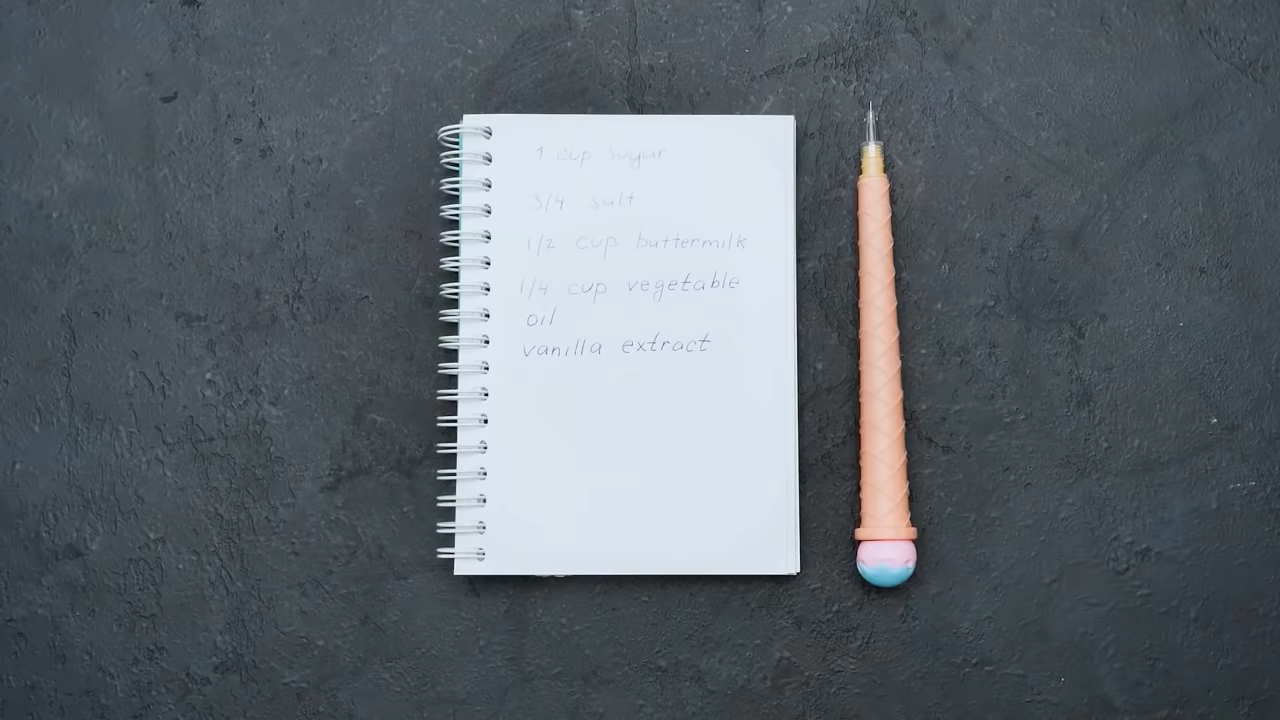 1 cup sugar
3/4 salt
1/2 cup buttermilk
1/4 cup vegetable
oil
vanilla extract